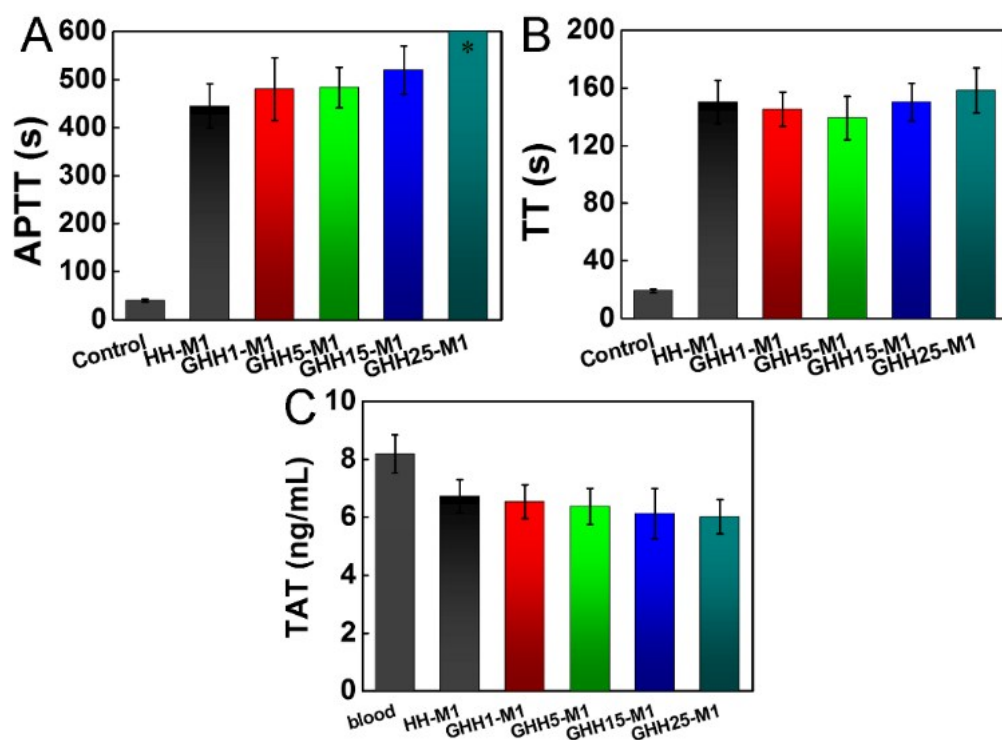 A
APTT (s)
600
500
400
300
200
100
0
*
Control
HH-M1
GHH1-M1
GHH5-M1
GHH15-M1
GHH25-M1
B
TT (s)
200
160
120
80
40
0
Control
HH-M1
GHH1-M1
GHH5-M1
GHH15-M1
GHH25-M1
C
TAT (ng/mL)
10
8
6
4
2
0
blood
HH-M1
GHH1-M1
GHH5-M1
GHH15-M1
GHH25-M1